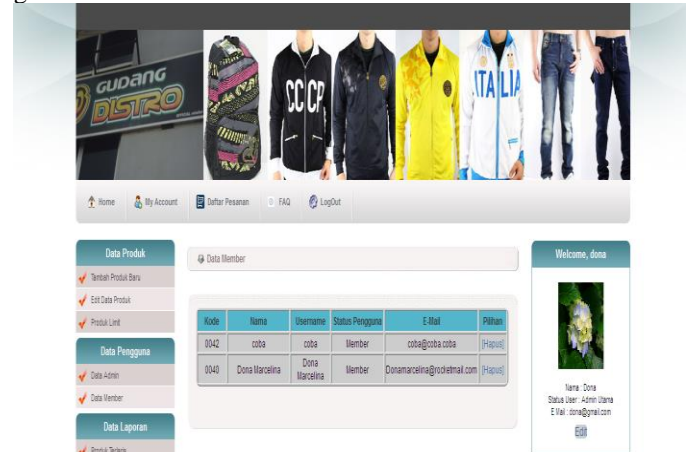 GUDANG
DISTRO
CCCP
ITALIA
Home
My Account
Daftar Pesanan
FAQ
LogOut
Data Produk
Tambah Produk Baru
Edit Data Produk
Produk Limit
Data Pengguna
Data Admin
Data Member
Data Laporan
Produk Terlaris
Data Member
Kode Nama Username Status Pengguna E-Mail Pilihan
0042 coba coba Member coba@coba.coba [Hapus]
0040 Dona Marcelina Dona Marcelina Member Donamarcelina@rocketmail.com [Hapus]
Welcome, dona
Nama : Dona
Status User : Admin Utama
E.Mail : dona@gmail.com
Edit